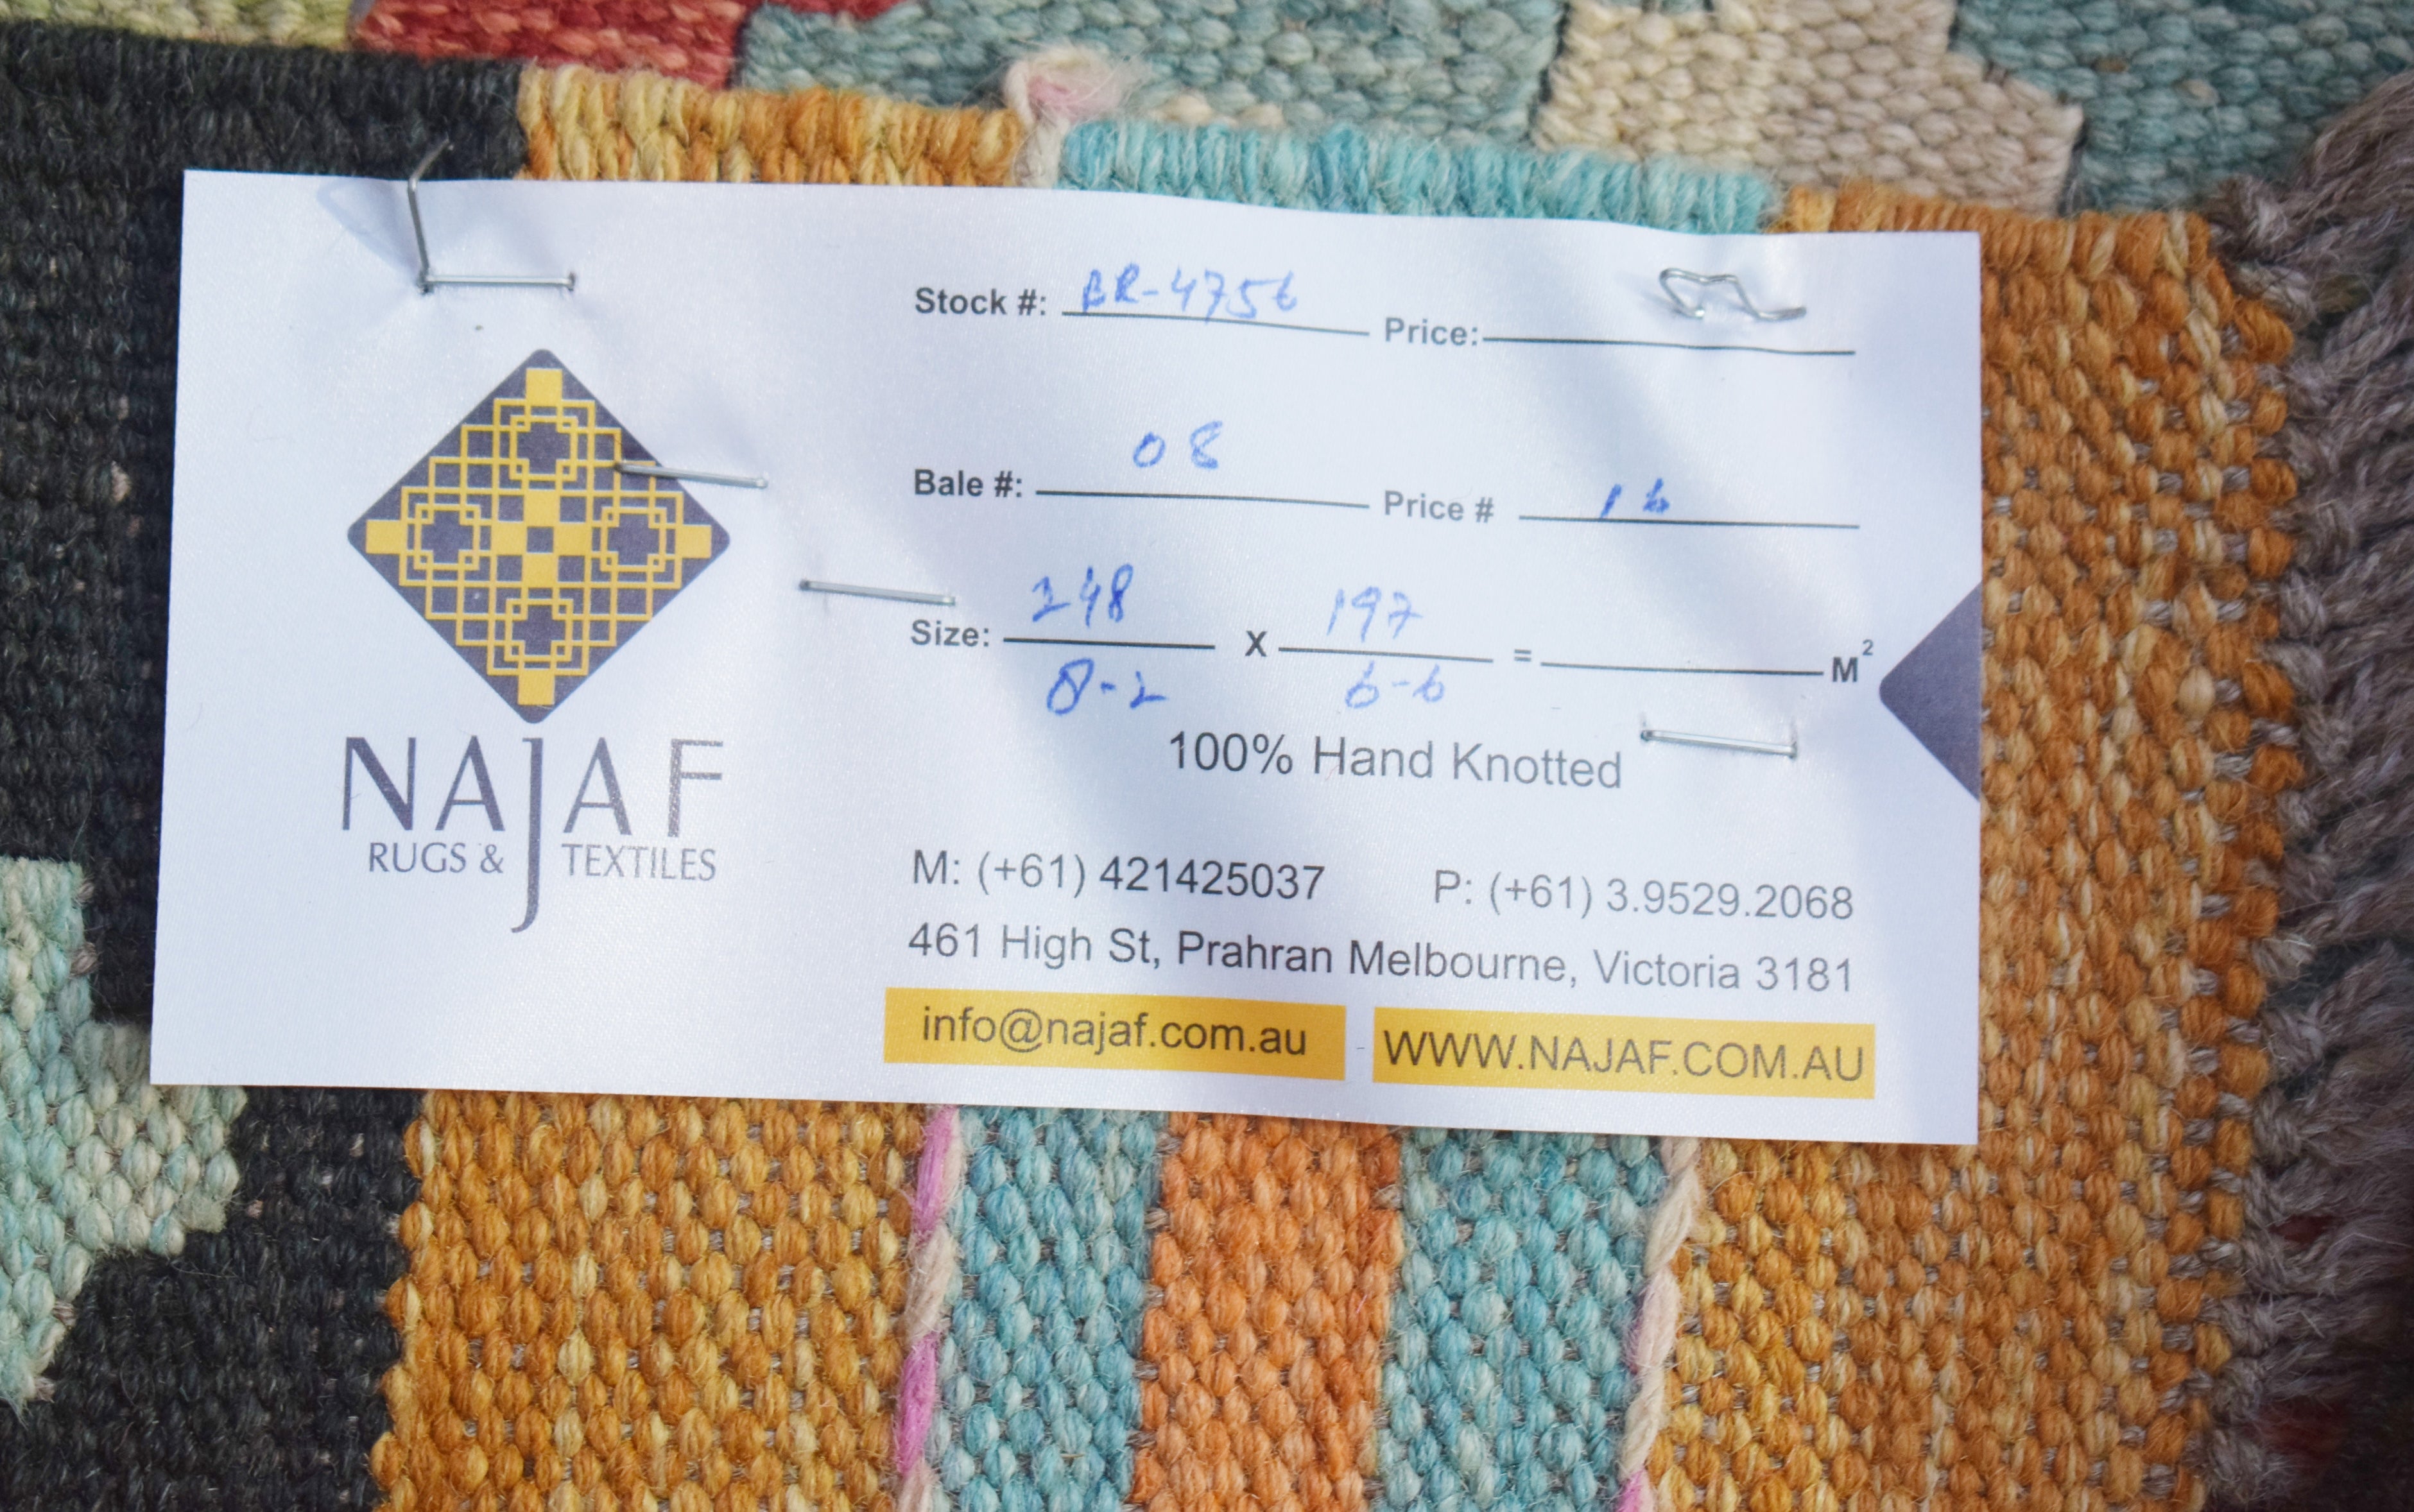 Stock #: BR-4756 Price:
Bale #: 08 Price # 16
Size: 248 X 197 = M²
8-2 6-6
100% Hand Knotted
NAJAF
RUGS & TEXTILES
M: (+61) 421425037 P: (+61) 3.9529.2068
461 High St, Prahran Melbourne, Victoria 3181
info@najaf.com.au WWW.NAJAF.COM.AU